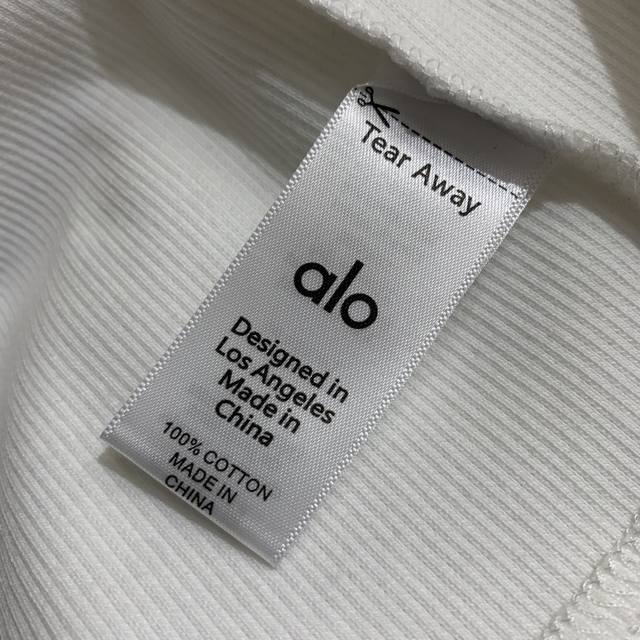 Tear Away
alo
Designed in
Los Angeles
Made in
China
100% COTTON
MADE IN
CHINA